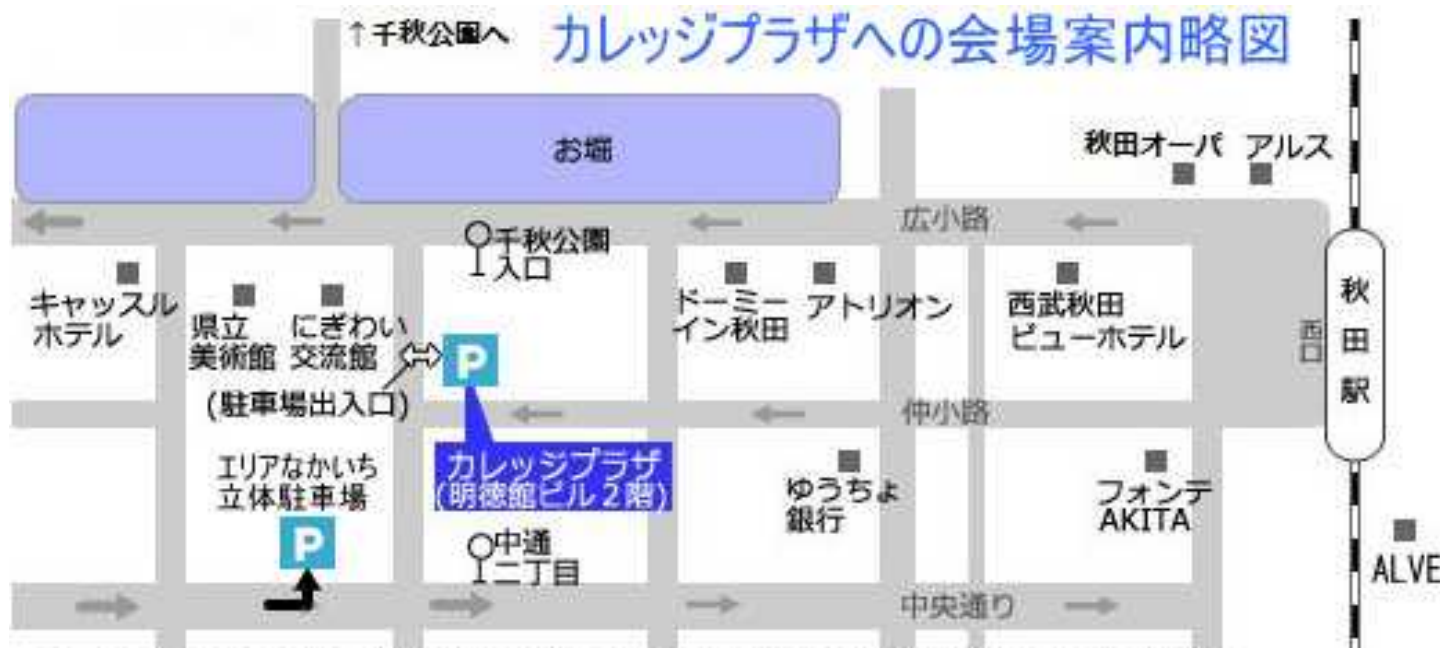 ↑千秋公園へ
カレッジプラザへの会場案内略図
お堀
秋田オーパ
アルス
広小路
千秋公園
入口
キャッスル
ホテル
県立
美術館
にぎわい
交流館
P
(駐車場出入口)
ドーミー
イン秋田
アトリオン
西武秋田
ビューホテル
西口
秋田駅
仲小路
エリアなかいち
立体駐車場
P
カレッジプラザ
(明徳館ビル2階)
ゆうちょ
銀行
フォンテ
AKITA
ALVE
中通
二丁目
中央通り